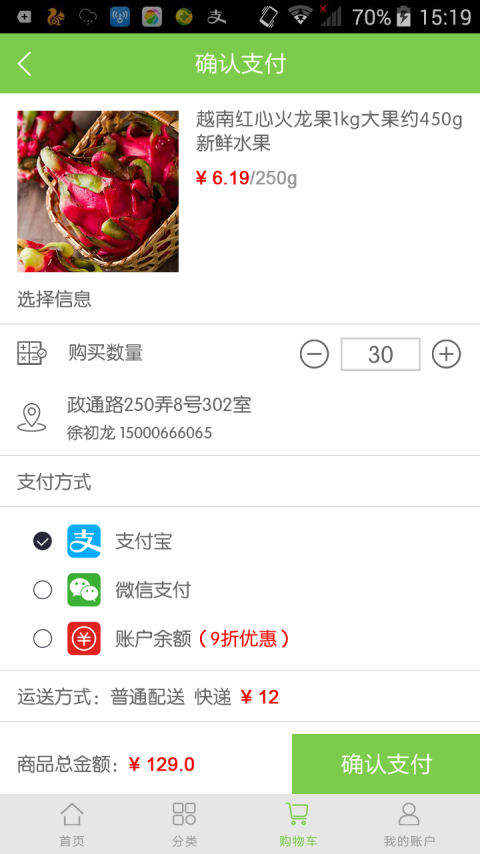 70% 15:19
确认支付
越南红心火龙果1kg大果约450g
新鲜水果
¥ 6.19/250g
选择信息
购买数量 30
政通路250弄8号302室
徐初龙 15000666065
支付方式
支付宝
微信支付
账户余额（9折优惠）
运送方式：普通配送 快递 ¥ 12
商品总金额：¥ 129.0 确认支付
首页 分类 购物车 我的账户